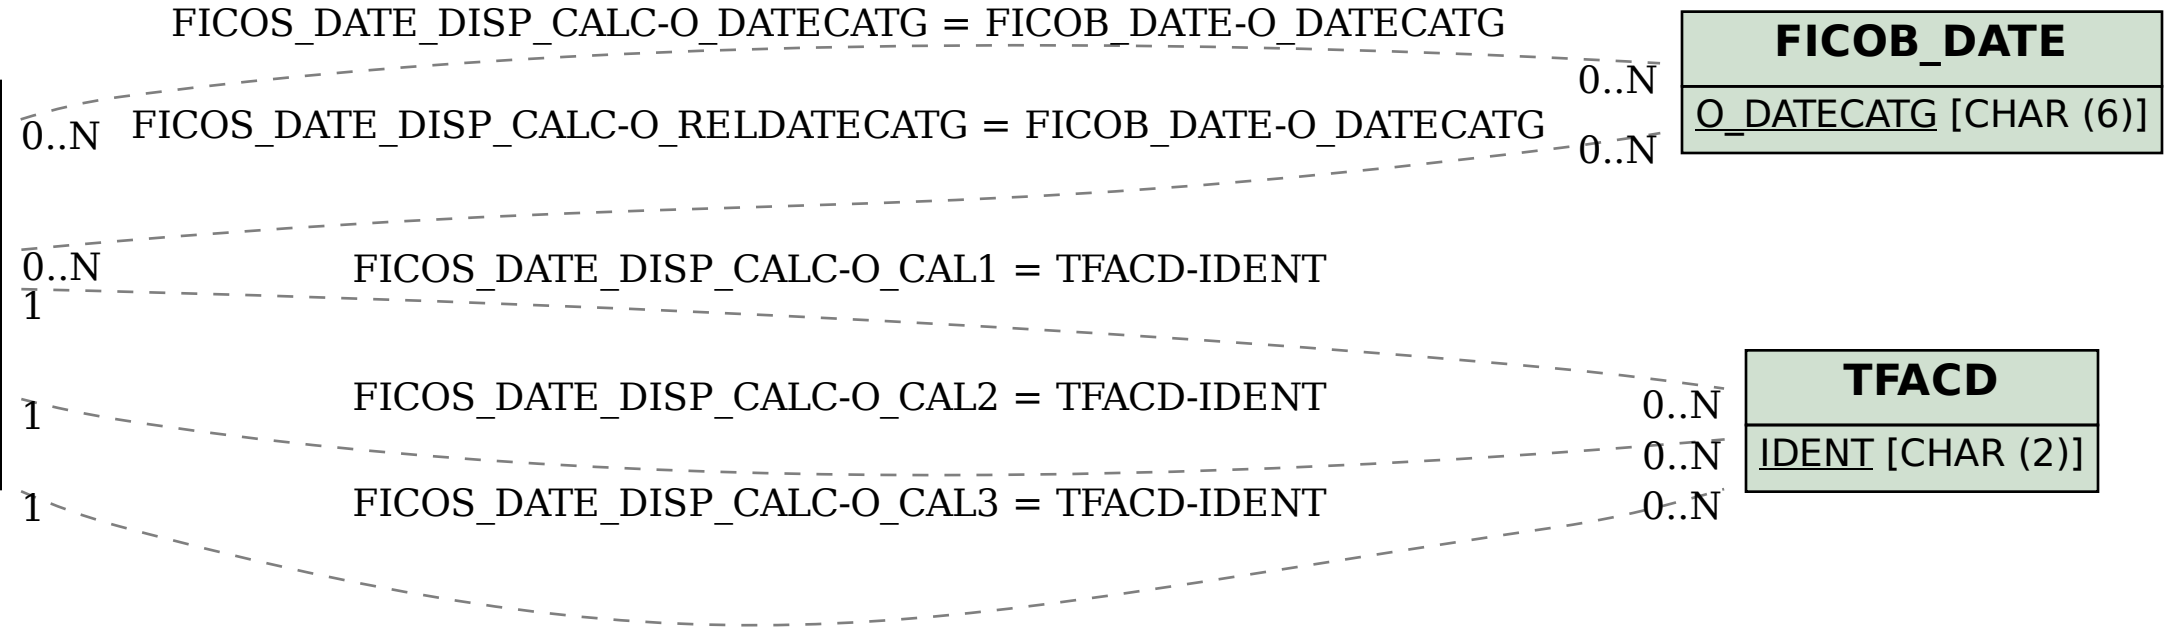 FICOS_DATE_DISP_CALC-O_DATECATG = FICOB_DATE-O_DATECATG
FICOB_DATE
0..N
O_DATECATG [CHAR (6)]
0..N
FICOS_DATE_DISP_CALC-O_RELDATECATG = FICOB_DATE-O_DATECATG
0..N
0..N
FICOS_DATE_DISP_CALC-O_CAL1 = TFACD-IDENT
1
TFACD
FICOS_DATE_DISP_CALC-O_CAL2 = TFACD-IDENT
0..N
1
0..N
IDENT [CHAR (2)]
FICOS_DATE_DISP_CALC-O_CAL3 = TFACD-IDENT
0..N
1